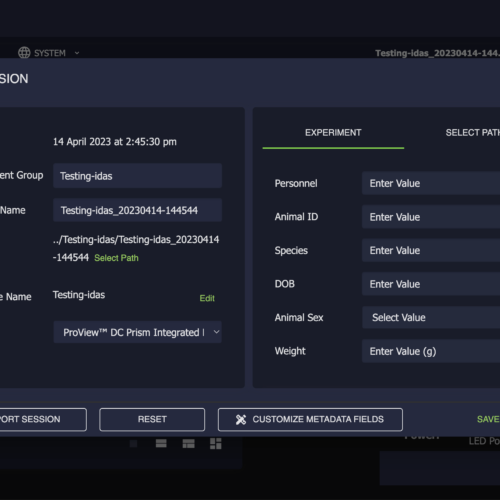 SYSTEM
Testing-idas_20230414-144.
SION
14 April 2023 at 2:45:30 pm
ent Group
Testing-idas
Name
Testing-idas_20230414-144544
../Testing-idas/Testing-idas_20230414
-144544 Select Path
e Name
Testing-idas
Edit
ProView™ DC Prism Integrated
EXPERIMENT
SELECT PATH
Personnel
Enter Value
Animal ID
Enter Value
Species
Enter Value
DOB
Enter Value
Animal Sex
Select Value
Weight
Enter Value (g)
PORT SESSION
RESET
CUSTOMIZE METADATA FIELDS
SAVE
LED Po